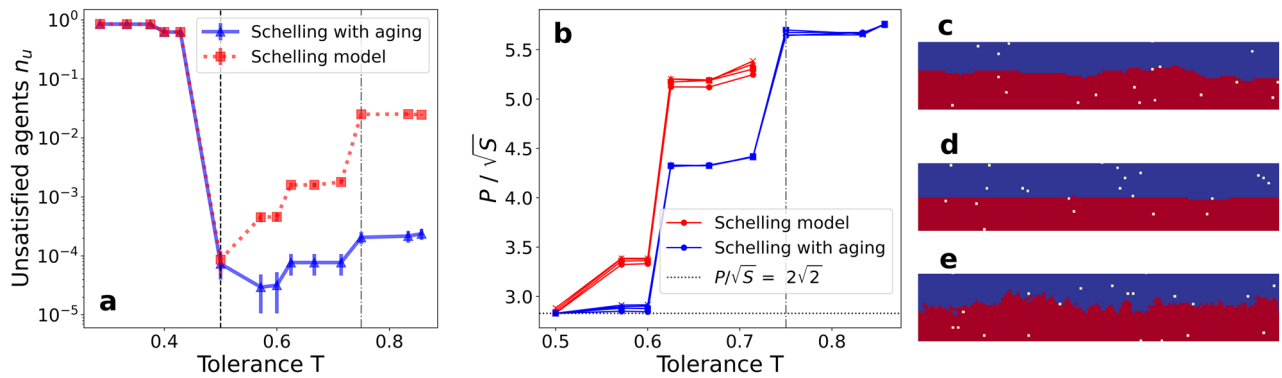 Unsatisfied agents n_u
10^0
10^{-1}
10^{-2}
10^{-3}
10^{-4}
10^{-5}
Schelling with aging
Schelling model
a
0.4
0.6
0.8
Tolerance T
P / √S
5.5
5.0
4.5
4.0
3.5
3.0
b
Schelling model
Schelling with aging
P/√S = 2√2
0.5
0.6
0.7
0.8
Tolerance T
c
d
e